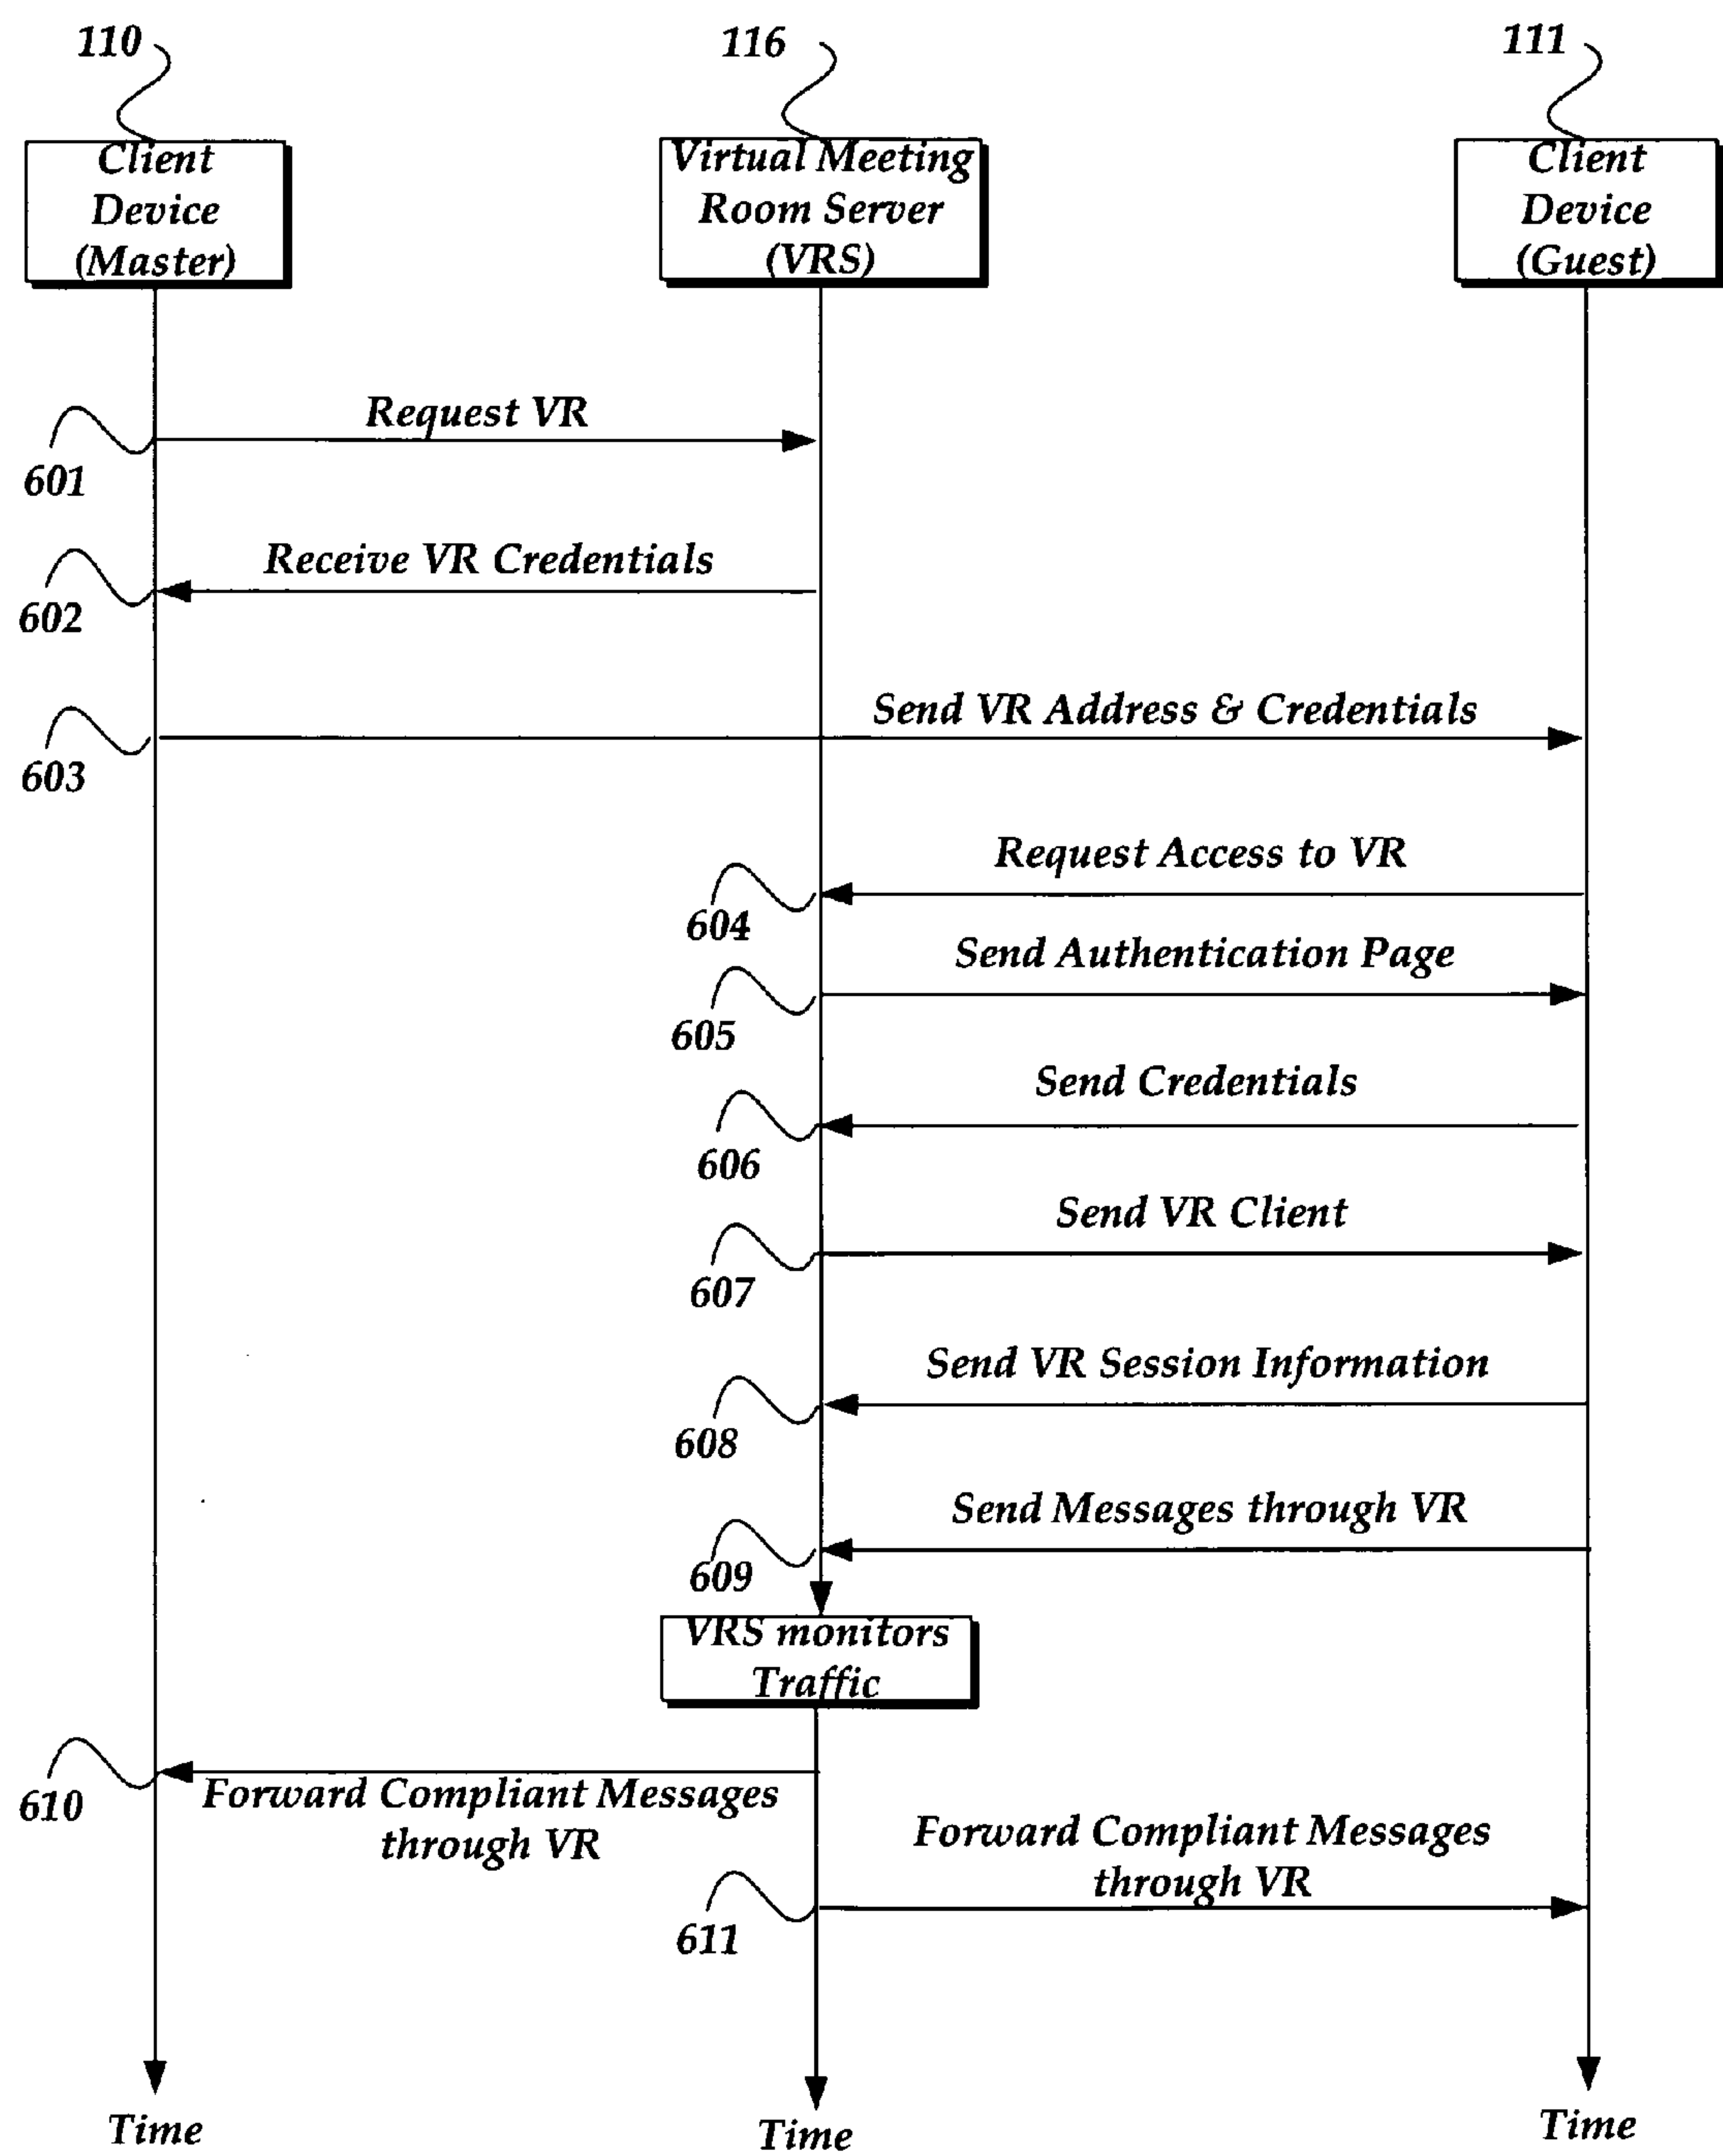 110
116
111
Client
Device
(Master)
Virtual Meeting
Room Server
(VRS)
Client
Device
(Guest)
Request VR
601
Receive VR Credentials
602
Send VR Address & Credentials
603
Request Access to VR
604
Send Authentication Page
605
Send Credentials
606
Send VR Client
607
Send VR Session Information
608
Send Messages through VR
609
VRS monitors
Traffic
610
Forward Compliant Messages
through VR
Forward Compliant Messages
through VR
611
Time
Time
Time